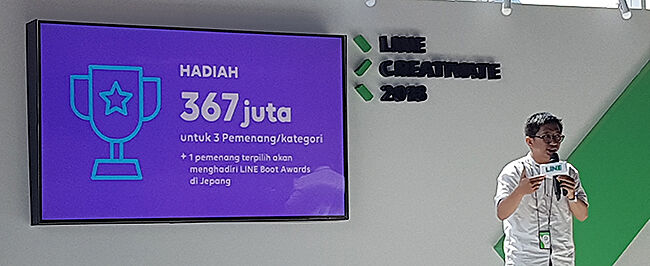 HADIAH
367 juta
untuk 3 Pemenang/kategori
+ 1 pemenang terpilih akan
menghadiri LINE Boot Awards
di Jepang
LINE
CREATIVATE
2018
LINE